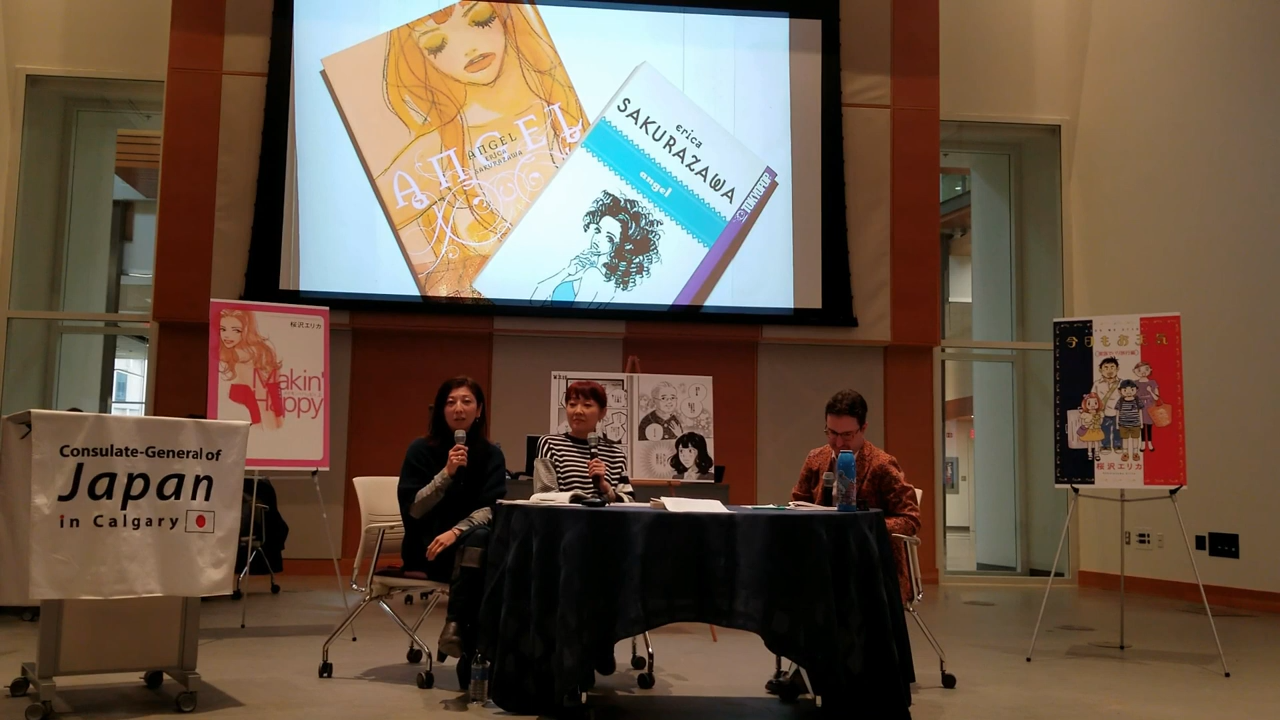 ANGEL
ANGEL
ERICA
SAKURAZAWA
erica
SAKURAZAWA
angel
TOKYOPOP
桜沢エリカ
Makin'
Happy
Consulate-General of
Japan
in Calgary
今日もお天気
桜沢エリカ